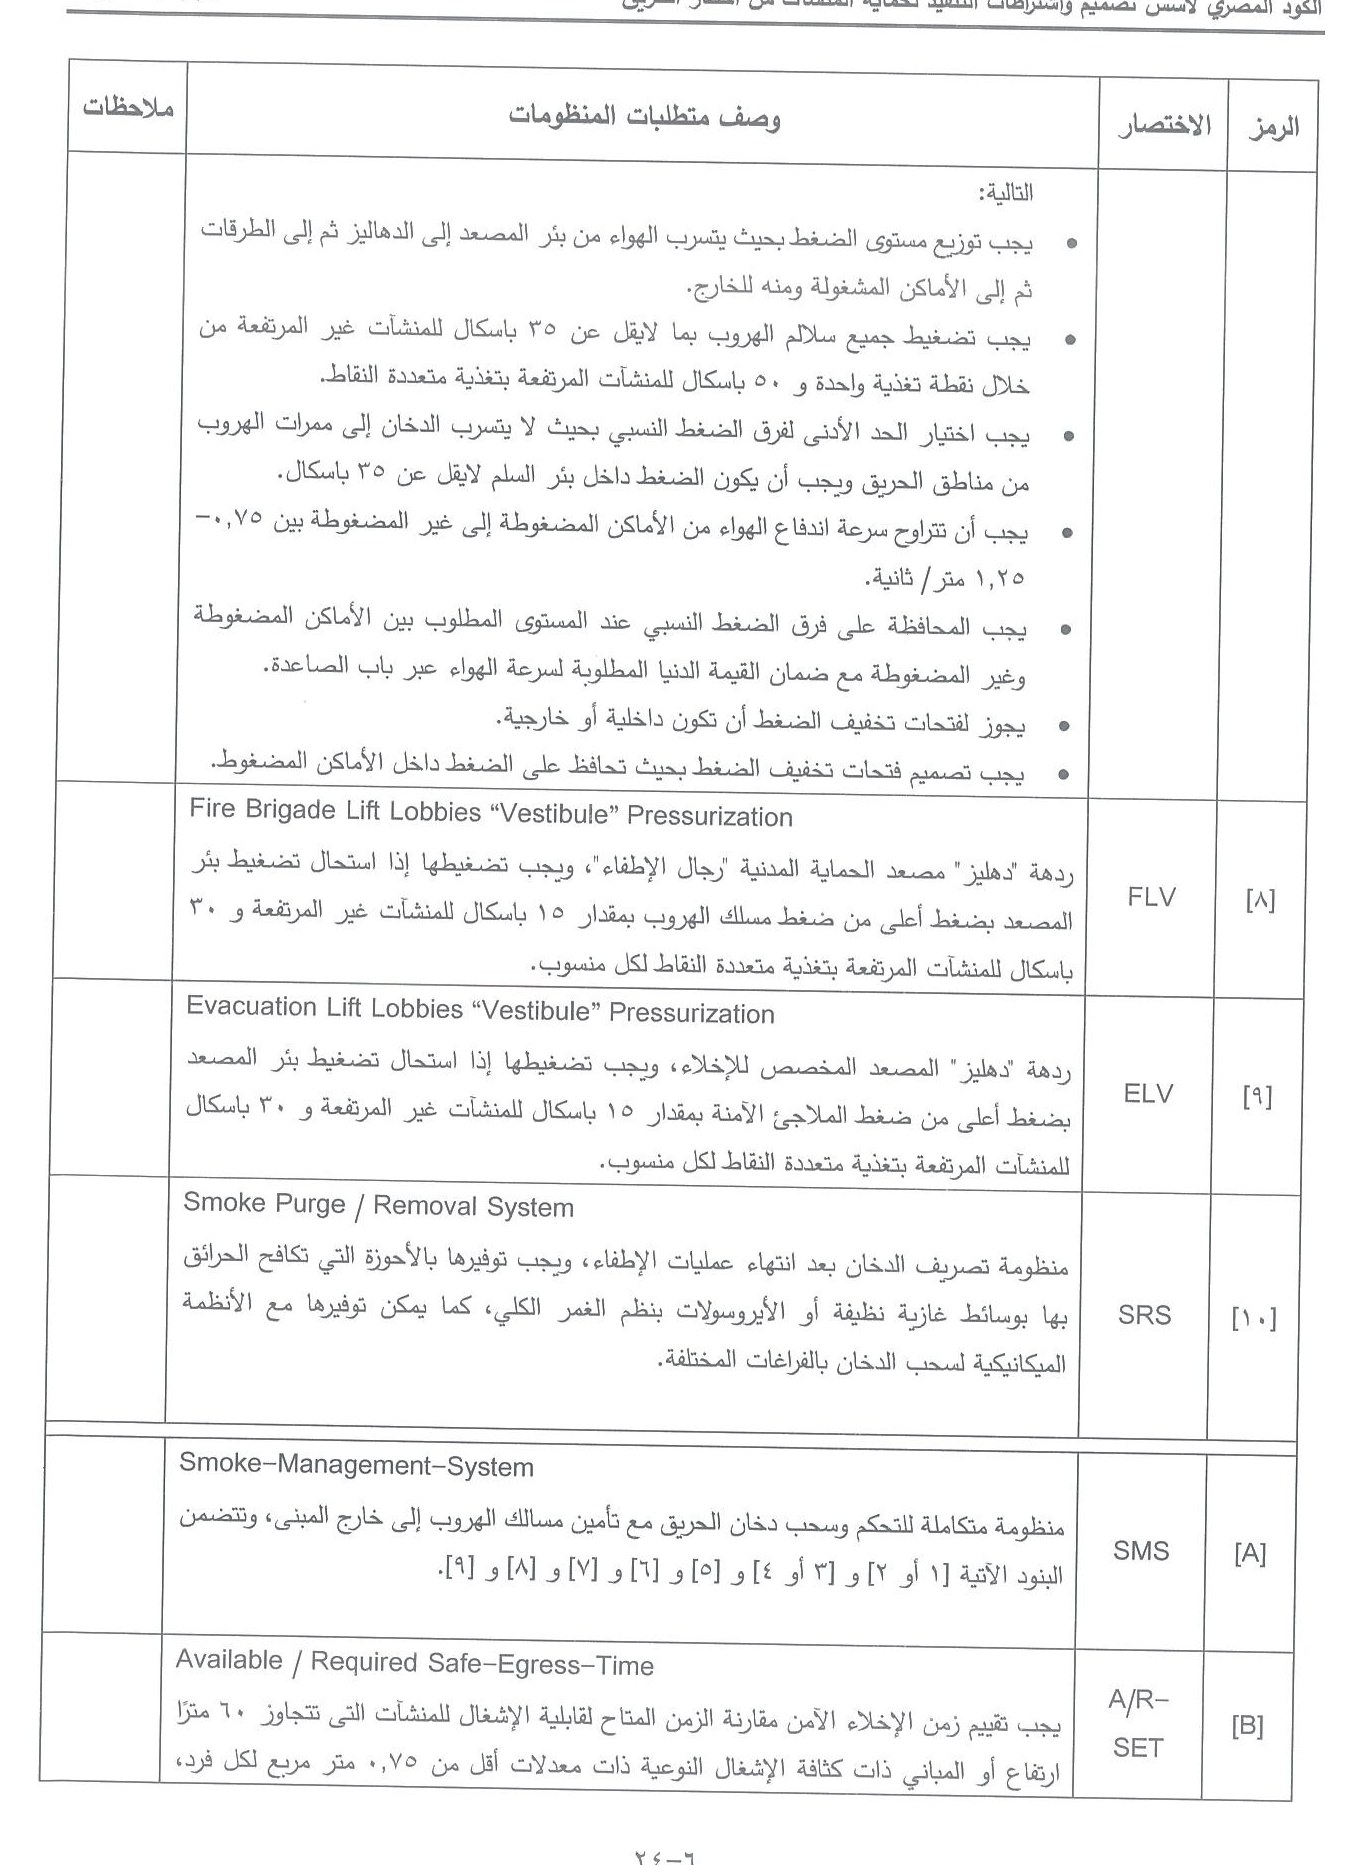 الكود المصري لأسس تصميم واشتراطات التنفيذ لحماية المنشآت من أخطار الحريق
الرمز الاختصار وصف متطلبات المنظومات ملاحظات
التالية:
• يجب توزيع مستوى الضغط بحيث يتسرب الهواء من بئر المصعد إلى الدهاليز ثم إلى الطرقات
ثم إلى الأماكن المشغولة ومنه للخارج.
• يجب تضغيط جميع سلالم الهروب بما لايقل عن ٣٥ باسكال للمنشآت غير المرتفعة من
خلال نقطة تغذية واحدة و ٥٠ باسكال للمنشآت المرتفعة بتغذية متعددة النقاط.
• يجب اختيار الحد الأدنى لفرق الضغط النسبي بحيث لا يتسرب الدخان إلى ممرات الهروب
من مناطق الحريق ويجب أن يكون الضغط داخل بئر السلم لايقل عن ٣٥ باسكال.
• يجب أن تتراوح سرعة اندفاع الهواء من الأماكن المضغوطة إلى غير المضغوطة بين ٠,٧٥–
١,٢٥ متر/ ثانية.
• يجب المحافظة على فرق الضغط النسبي عند المستوى المطلوب بين الأماكن المضغوطة
وغير المضغوطة مع ضمان القيمة الدنيا المطلوبة لسرعة الهواء عبر باب الصاعدة.
• يجوز لفتحات تخفيف الضغط أن تكون داخلية أو خارجية.
• يجب تصميم فتحات تخفيف الضغط بحيث تحافظ على الضغط داخل الأماكن المضغوط.
[٨] FLV
Fire Brigade Lift Lobbies “Vestibule” Pressurization
ردهة "دهليز" مصعد الحماية المدنية "رجال الإطفاء"، ويجب تضغيطها إذا استحال تضغيط بئر
المصعد بضغط أعلى من ضغط مسلك الهروب بمقدار ١٥ باسكال للمنشآت غير المرتفعة و ٣٠
باسكال للمنشآت المرتفعة بتغذية متعددة النقاط لكل منسوب.
[٩] ELV
Evacuation Lift Lobbies “Vestibule” Pressurization
ردهة "دهليز" المصعد المخصص للإخلاء، ويجب تضغيطها إذا استحال تضغيط بئر المصعد
بضغط أعلى من ضغط الملاجئ الآمنة بمقدار ١٥ باسكال للمنشآت غير المرتفعة و ٣٠ باسكال
للمنشآت المرتفعة بتغذية متعددة النقاط لكل منسوب.
[١٠] SRS
Smoke Purge / Removal System
منظومة تصريف الدخان بعد انتهاء عمليات الإطفاء، ويجب توفيرها بالأحوزة التي تكافح الحرائق
بها بوسائط غازية نظيفة أو الأيروسولات بنظم الغمر الكلي، كما يمكن توفيرها مع الأنظمة
الميكانيكية لسحب الدخان بالفراغات المختلفة.
[A] SMS
Smoke–Management–System
منظومة متكاملة للتحكم وسحب دخان الحريق مع تأمين مسالك الهروب إلى خارج المبنى، وتتضمن
البنود الآتية [١ أو ٢] و [٣ أو ٤] و [٥] و [٦] و [٧] و [٨] و [٩].
[B] A/R–
SET
Available / Required Safe–Egress–Time
يجب تقييم زمن الإخلاء الآمن مقارنة الزمن المتاح لقابلية الإشغال للمنشآت التى تتجاوز ٦٠ مترًا
ارتفاع أو المباني ذات كثافة الإشغال النوعية ذات معدلات أقل من ٠,٧٥ متر مربع لكل فرد،
٦–٢٤